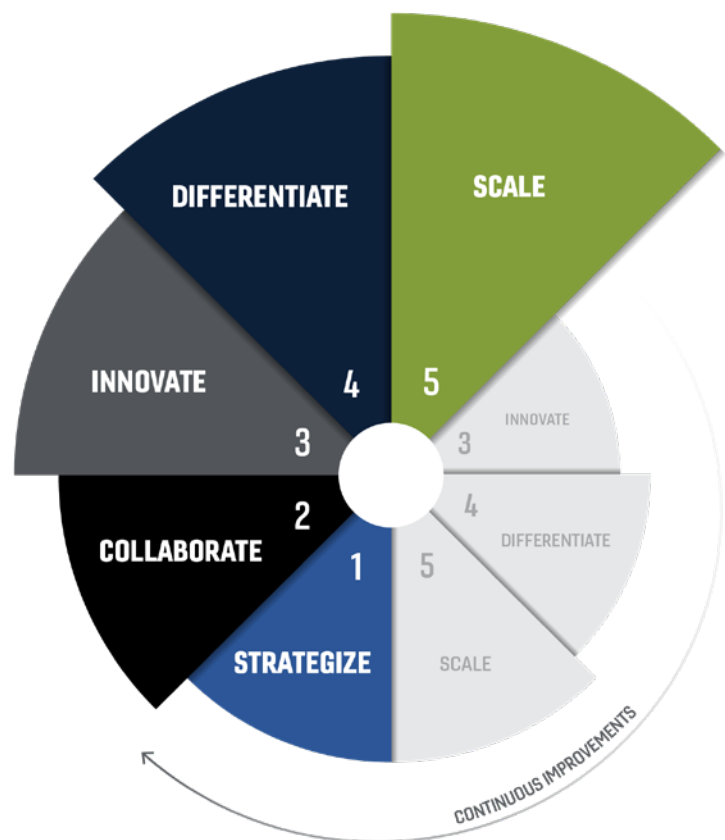 SCALE
5
DIFFERENTIATE
4
INNOVATE
3
COLLABORATE
2
STRATEGIZE
1
INNOVATE
3
DIFFERENTIATE
4
SCALE
5
CONTINUOUS IMPROVEMENTS